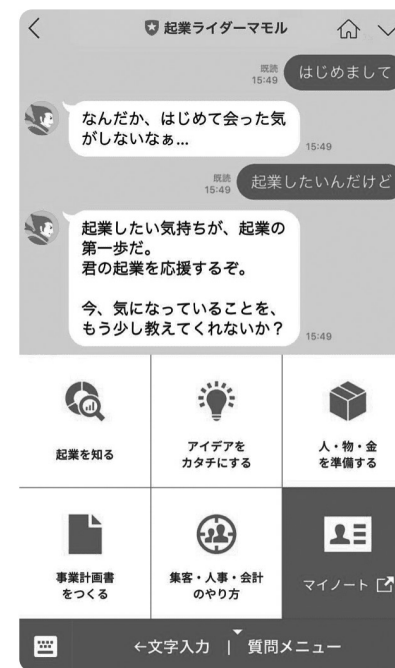 起業ライダーマモル
はじめまして
既読
15:49
なんだか、はじめて会った気
がしないなぁ...
15:49
起業したいんだけど
既読
15:49
起業したい気持ちが、起業の
第一歩だ。
君の起業を応援するぞ。
今、気になっていることを、
もう少し教えてくれないか？
15:49
起業を知る
アイデアを
カタチにする
人・物・金
を準備する
事業計画書
をつくる
集客・人事・会計
のやり方
マイノート
←文字入力 | 質問メニュー